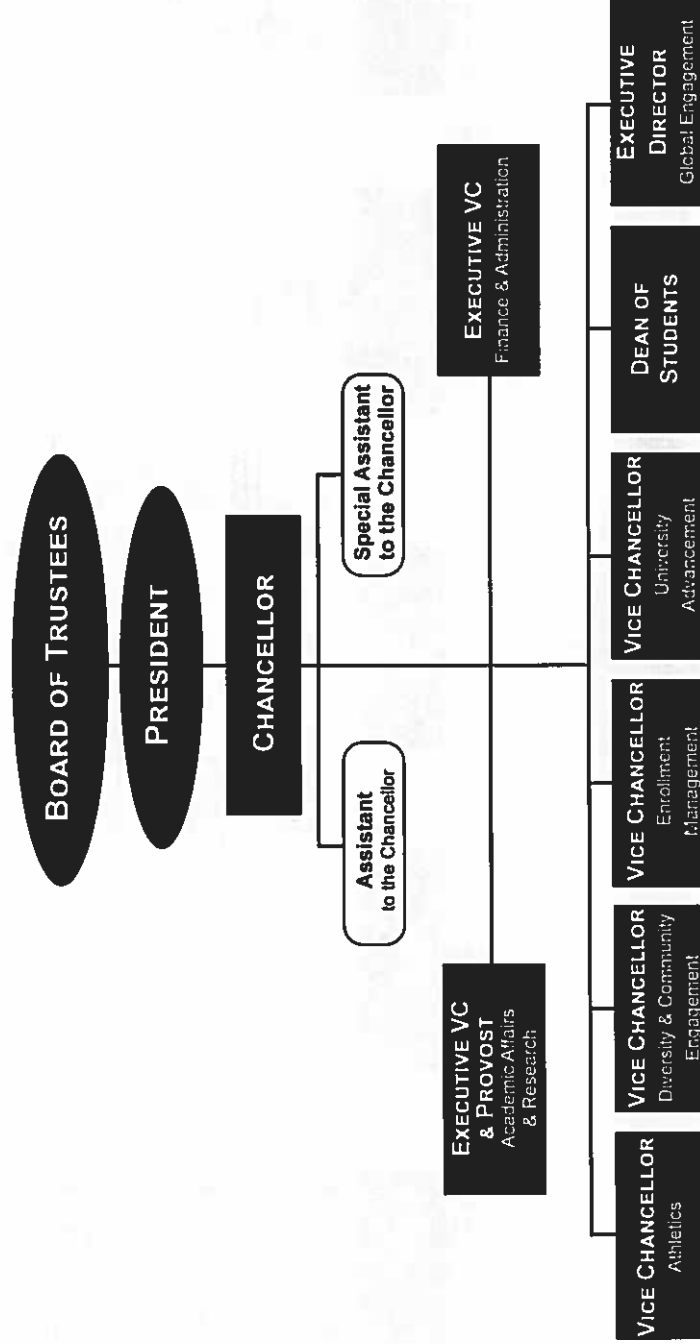 BOARD OF TRUSTEES
PRESIDENT
CHANCELLOR
Assistant
to the Chancellor
Special Assistant
to the Chancellor
EXECUTIVE VC
& PROVOST
Academic Affairs
& Research
EXECUTIVE VC
Finance & Administration
VICE CHANCELLOR
Athletics
VICE CHANCELLOR
Diversity & Community
Engagement
VICE CHANCELLOR
Enrollment
Management
VICE CHANCELLOR
University
Advancement
DEAN OF
STUDENTS
EXECUTIVE
DIRECTOR
Global Engagement